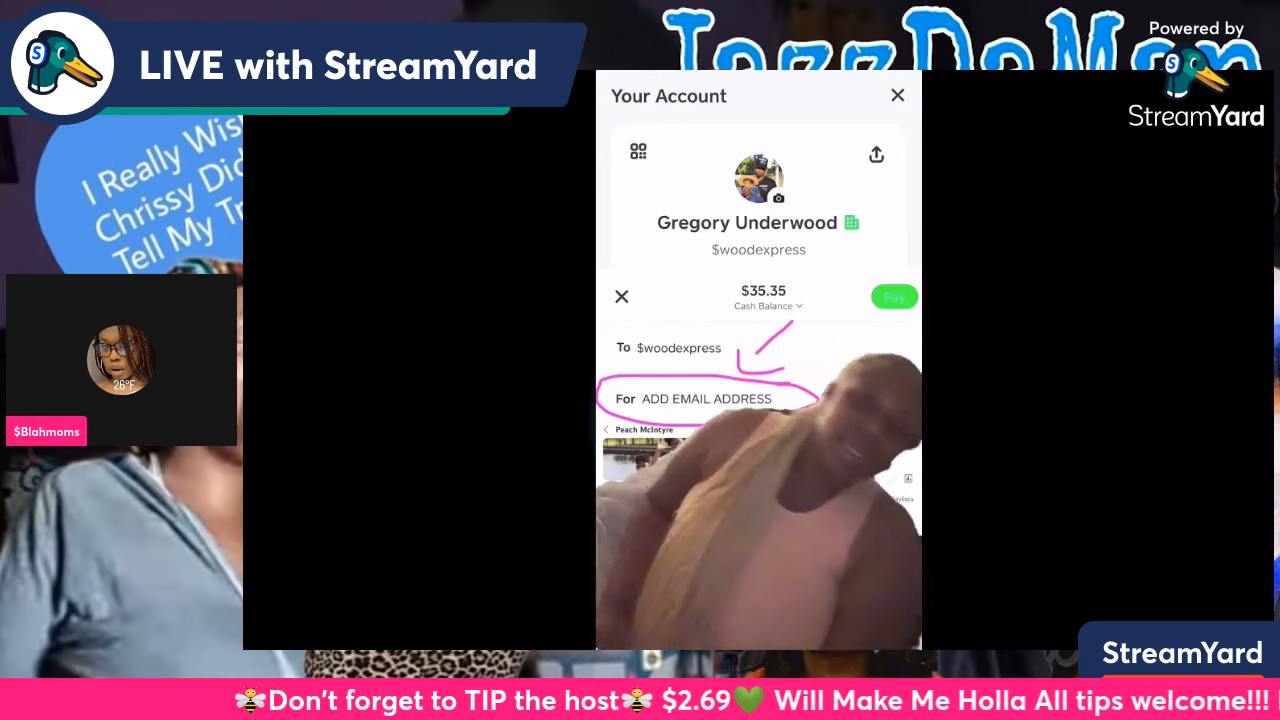 LIVE with StreamYard
JazzDaMon
Powered by
StreamYard
I Really Wis
Chrissy Did
Tell My Tr
26°F
$Blahmoms
Your Account
Gregory Underwood
$woodexpress
$35.35
Cash Balance
Pay
To $woodexpress
For ADD EMAIL ADDRESS
Peach McIntyre
aylists
StreamYard
🐝Don't forget to TIP the host🐝 $2.69💚 Will Make Me Holla All tips welcome!!!